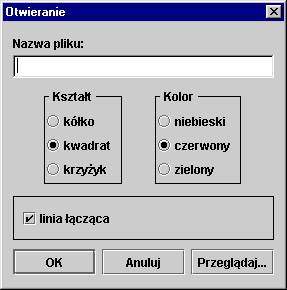 Otwieranie
Nazwa pliku:
Kształt
Kolor
kółko
niebieski
kwadrat
czerwony
krzyżyk
zielony
linia łącząca
OK
Anuluj
Przeglądaj...